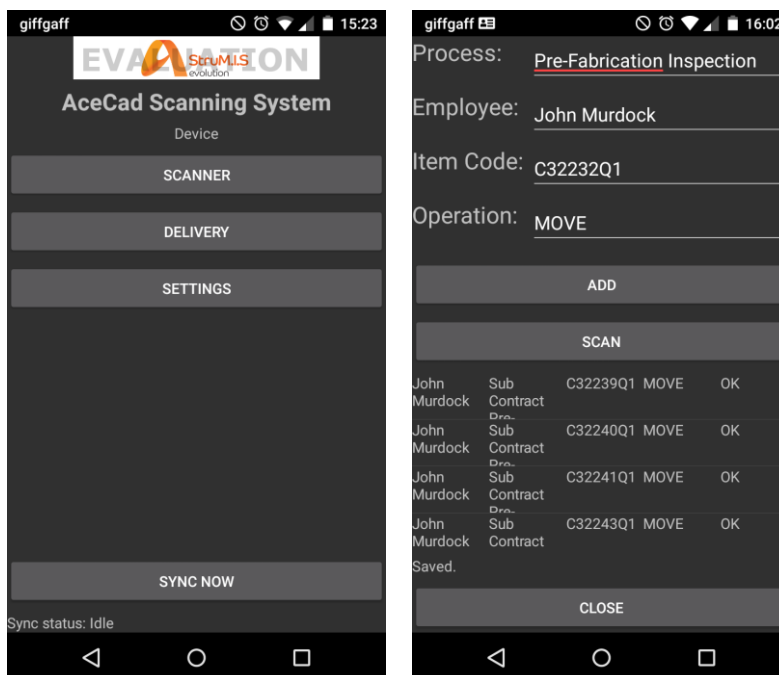 giffgaff 15:23
EVALUATION
StruM.I.S
evolution
AceCad Scanning System
Device
SCANNER
DELIVERY
SETTINGS
SYNC NOW
Sync status: Idle
giffgaff 16:02
Process: Pre-Fabrication Inspection
Employee: John Murdock
Item Code: C32232Q1
Operation: MOVE
ADD
SCAN
John Sub C32239Q1 MOVE OK
Murdock Contract
Pre-
John Sub C32240Q1 MOVE OK
Murdock Contract
Pre-
John Sub C32241Q1 MOVE OK
Murdock Contract
Pre-
John Sub C32243Q1 MOVE OK
Murdock Contract
Saved.
CLOSE